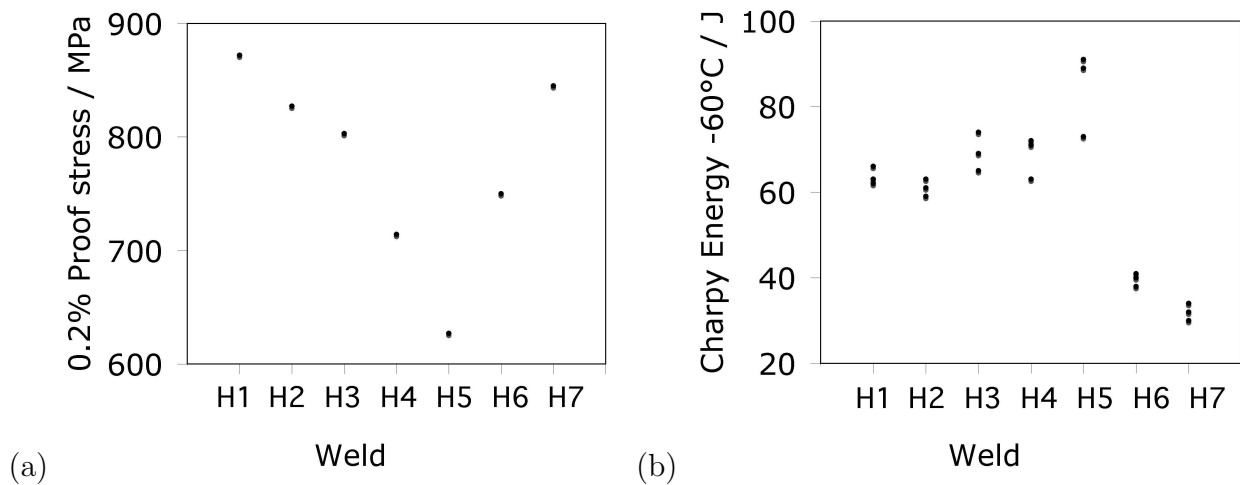 0.2% Proof stress / MPa
900
800
700
600
H1 H2 H3 H4 H5 H6 H7
Weld
(a)
Charpy Energy -60°C / J
100
80
60
40
20
H1 H2 H3 H4 H5 H6 H7
Weld
(b)